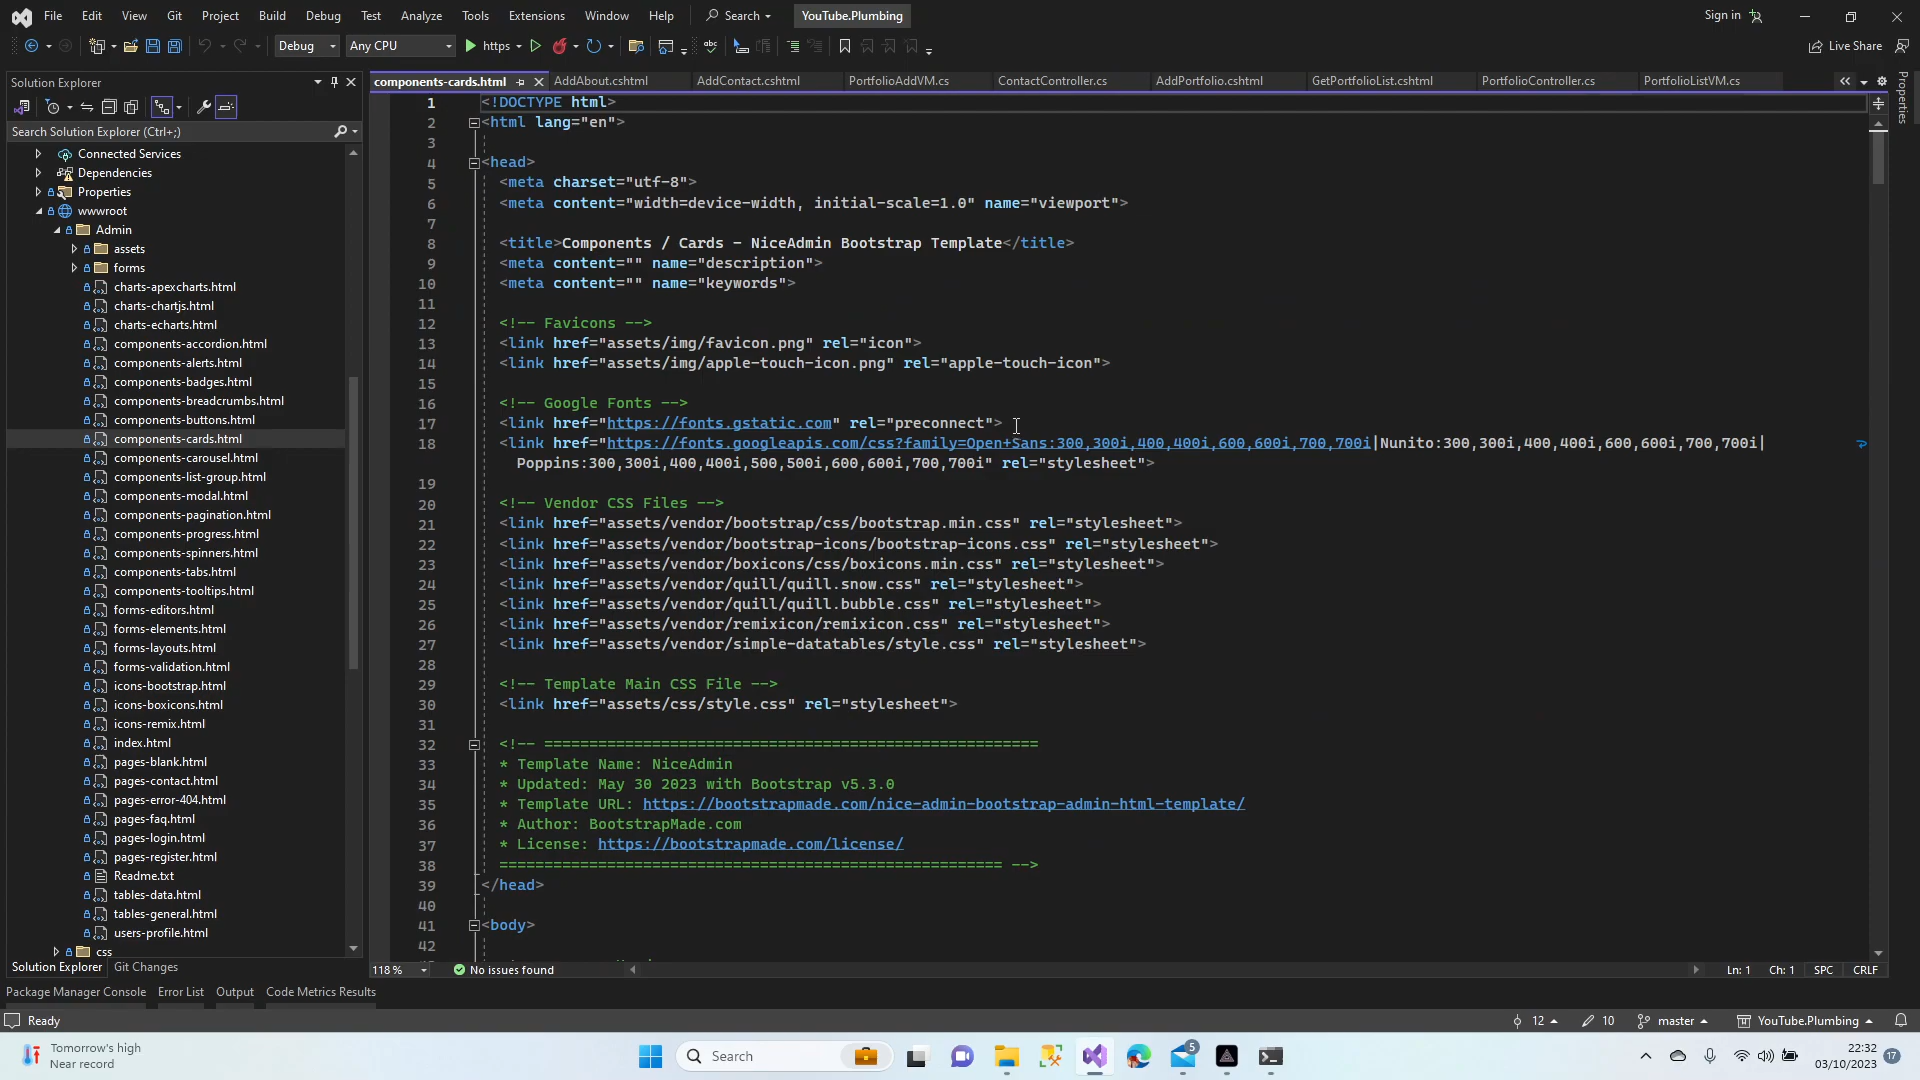 File Edit View Git Project Build Debug Test Analyze Tools Extensions Window Help Search YouTube.Plumbing Sign in
Debug Any CPU https Live Share
Solution Explorer
Search Solution Explorer (Ctrl+;)
Connected Services
Dependencies
Properties
wwwroot
Admin
assets
forms
charts-apexcharts.html
charts-chartjs.html
charts-echarts.html
components-accordion.html
components-alerts.html
components-badges.html
components-breadcrumbs.html
components-buttons.html
components-cards.html
components-carousel.html
components-list-group.html
components-modal.html
components-pagination.html
components-progress.html
components-spinners.html
components-tabs.html
components-tooltips.html
forms-editors.html
forms-elements.html
forms-layouts.html
forms-validation.html
icons-bootstrap.html
icons-boxicons.html
icons-remix.html
index.html
pages-blank.html
pages-contact.html
pages-error-404.html
pages-faq.html
pages-login.html
pages-register.html
Readme.txt
tables-data.html
tables-general.html
users-profile.html
css
Solution Explorer Git Changes
components-cards.html AddAbout.cshtml AddContact.cshtml PortfolioAddVM.cs ContactController.cs AddPortfolio.cshtml GetPortfolioList.cshtml PortfolioController.cs PortfolioListVM.cs
Properties
1 <!DOCTYPE html>
2 <html lang="en">
3
4 <head>
5 <meta charset="utf-8">
6 <meta content="width=device-width, initial-scale=1.0" name="viewport">
7
8 <title>Components / Cards - NiceAdmin Bootstrap Template</title>
9 <meta content="" name="description">
10 <meta content="" name="keywords">
11
12 <!-- Favicons -->
13 <link href="assets/img/favicon.png" rel="icon">
14 <link href="assets/img/apple-touch-icon.png" rel="apple-touch-icon">
15
16 <!-- Google Fonts -->
17 <link href="https://fonts.gstatic.com" rel="preconnect">
18 <link href="https://fonts.googleapis.com/css?family=Open+Sans:300,300i,400,400i,600,600i,700,700i|Nunito:300,300i,400,400i,600,600i,700,700i|
Poppins:300,300i,400,400i,500,500i,600,600i,700,700i" rel="stylesheet">
19
20 <!-- Vendor CSS Files -->
21 <link href="assets/vendor/bootstrap/css/bootstrap.min.css" rel="stylesheet">
22 <link href="assets/vendor/bootstrap-icons/bootstrap-icons.css" rel="stylesheet">
23 <link href="assets/vendor/boxicons/css/boxicons.min.css" rel="stylesheet">
24 <link href="assets/vendor/quill/quill.snow.css" rel="stylesheet">
25 <link href="assets/vendor/quill/quill.bubble.css" rel="stylesheet">
26 <link href="assets/vendor/remixicon/remixicon.css" rel="stylesheet">
27 <link href="assets/vendor/simple-datatables/style.css" rel="stylesheet">
28
29 <!-- Template Main CSS File -->
30 <link href="assets/css/style.css" rel="stylesheet">
31
32 <!-- =======================================================
33 * Template Name: NiceAdmin
34 * Updated: May 30 2023 with Bootstrap v5.3.0
35 * Template URL: https://bootstrapmade.com/nice-admin-bootstrap-admin-html-template/
36 * Author: BootstrapMade.com
37 * License: https://bootstrapmade.com/license/
38 ======================================================== -->
39 </head>
40
41 <body>
42
118 % No issues found Ln: 1 Ch: 1 SPC CRLF
Package Manager Console Error List Output Code Metrics Results
Ready 12 10 master YouTube.Plumbing
Tomorrow's high
Near record
Search
5
22:32
03/10/2023
17